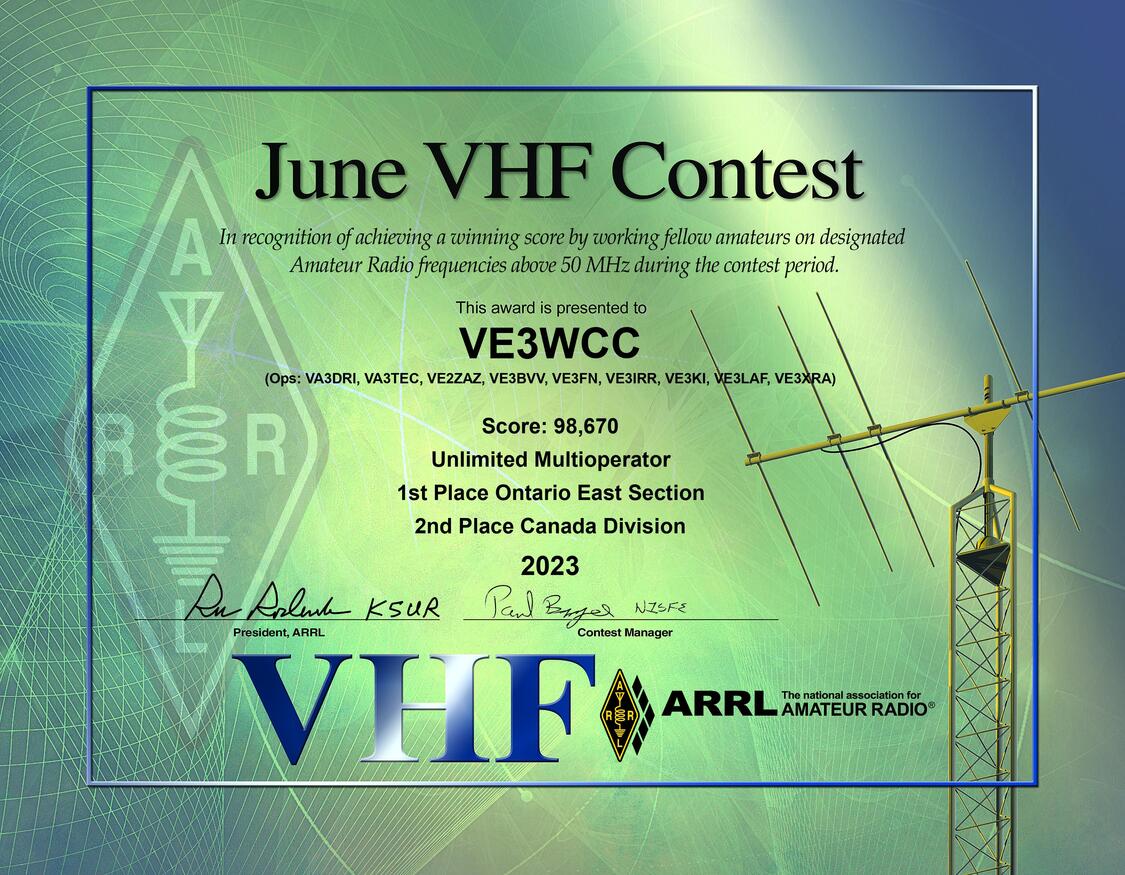 June VHF Contest
In recognition of achieving a winning score by working fellow amateurs on designated
Amateur Radio frequencies above 50 MHz during the contest period.
This award is presented to
VE3WCC
(Ops: VA3DRI, VA3TEC, VE2ZAZ, VE3BVV, VE3FN, VE3IRR, VE3KI, VE3LAF, VE3XRA)
Score: 98,670
Unlimited Multioperator
1st Place Ontario East Section
2nd Place Canada Division
2023
K5UR
Paul N1SFE
President, ARRL
Contest Manager
VHF
ARRL The national association for
AMATEUR RADIO®
A
R R
L
A
R R
L